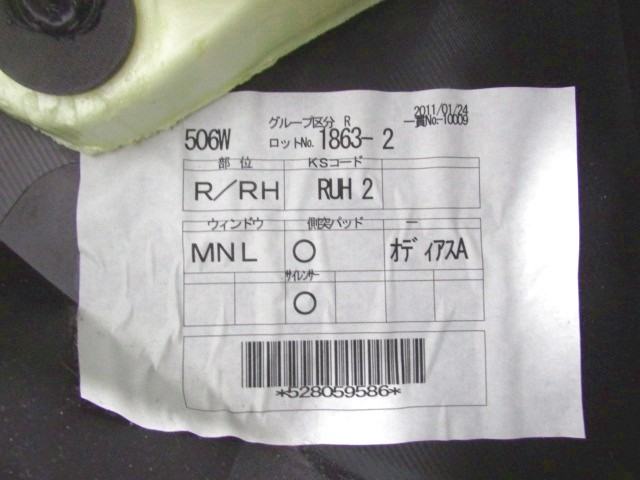 2011/01/24
グループ区分 R 一貫No.-10009
506W ロットNo. 1863-2
部位 KSコード
R/RH RUH 2
ウィンドウ 側突パッド ー
MNL ○ オディアスA
サイレンサー
○
*528059586*